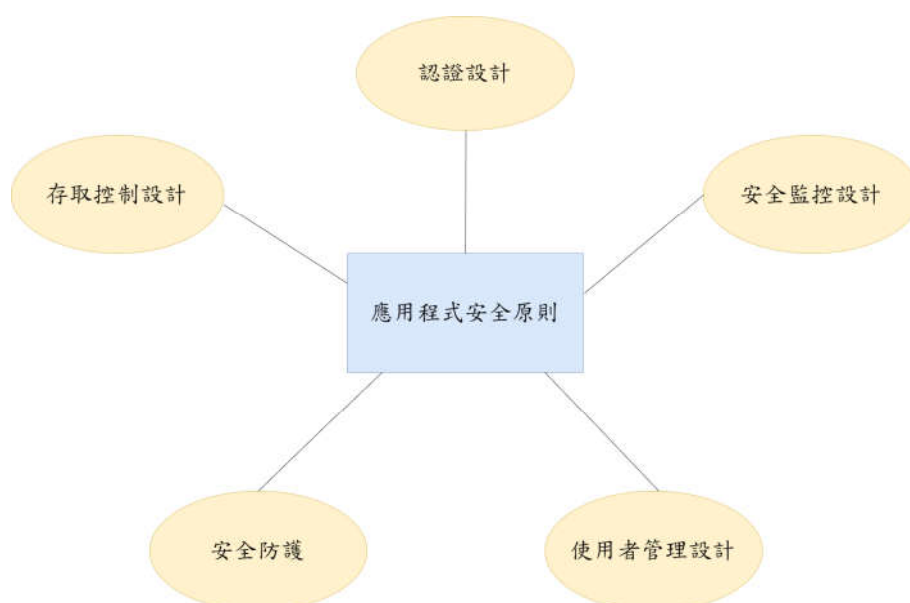 認證設計
存取控制設計
安全監控設計
應用程式安全原則
安全防護
使用者管理設計